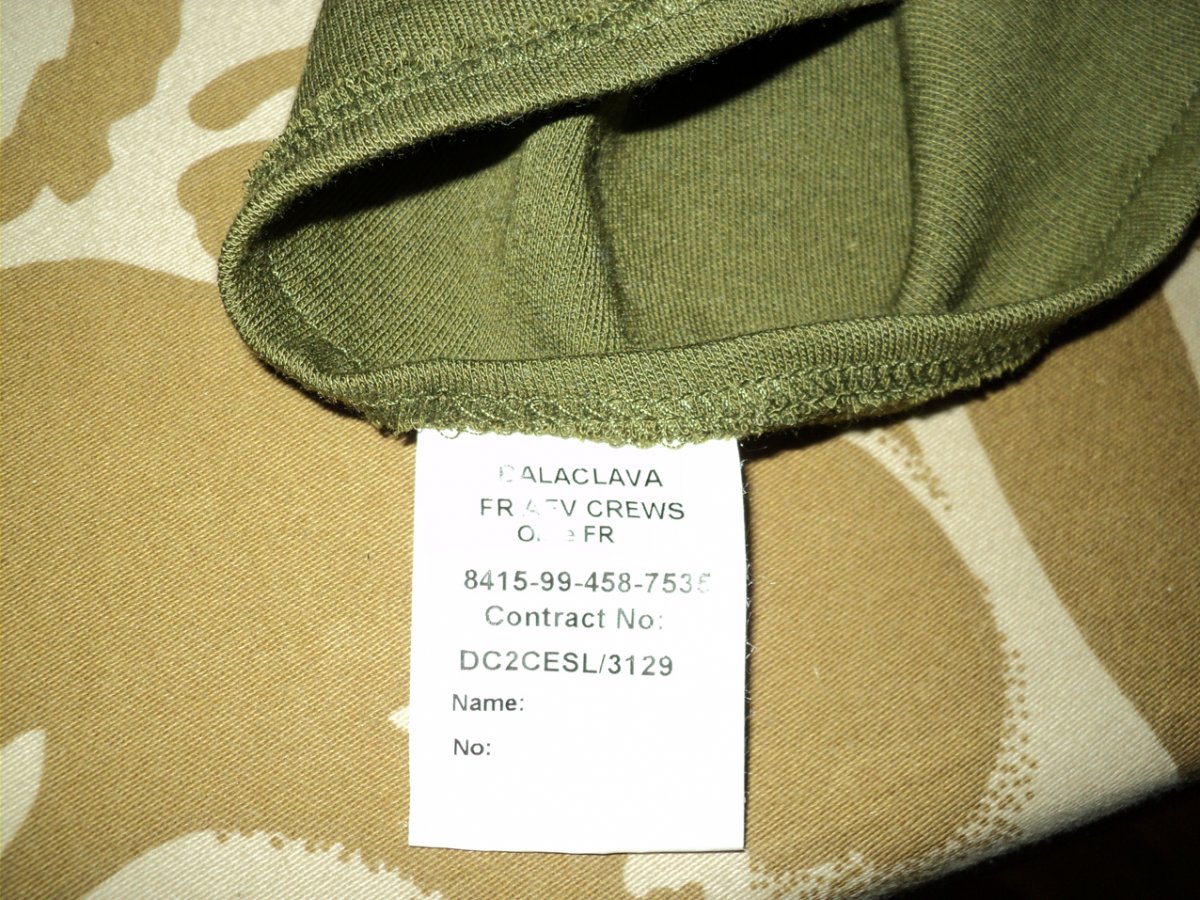 BALACLAVA
FR AFV CREWS
FR
8415-99-458-7535
Contract No:
DC2CESL/3129
Name:
No: